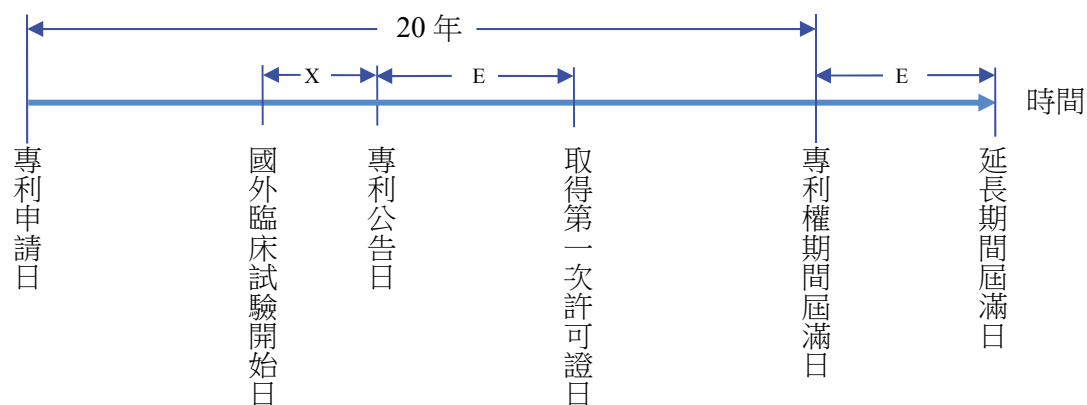 20 年
X
E
E
時間
專利申請日
國外臨床試驗開始日
專利公告日
取得第一次許可證日
專利權期間屆滿日
延長期間屆滿日